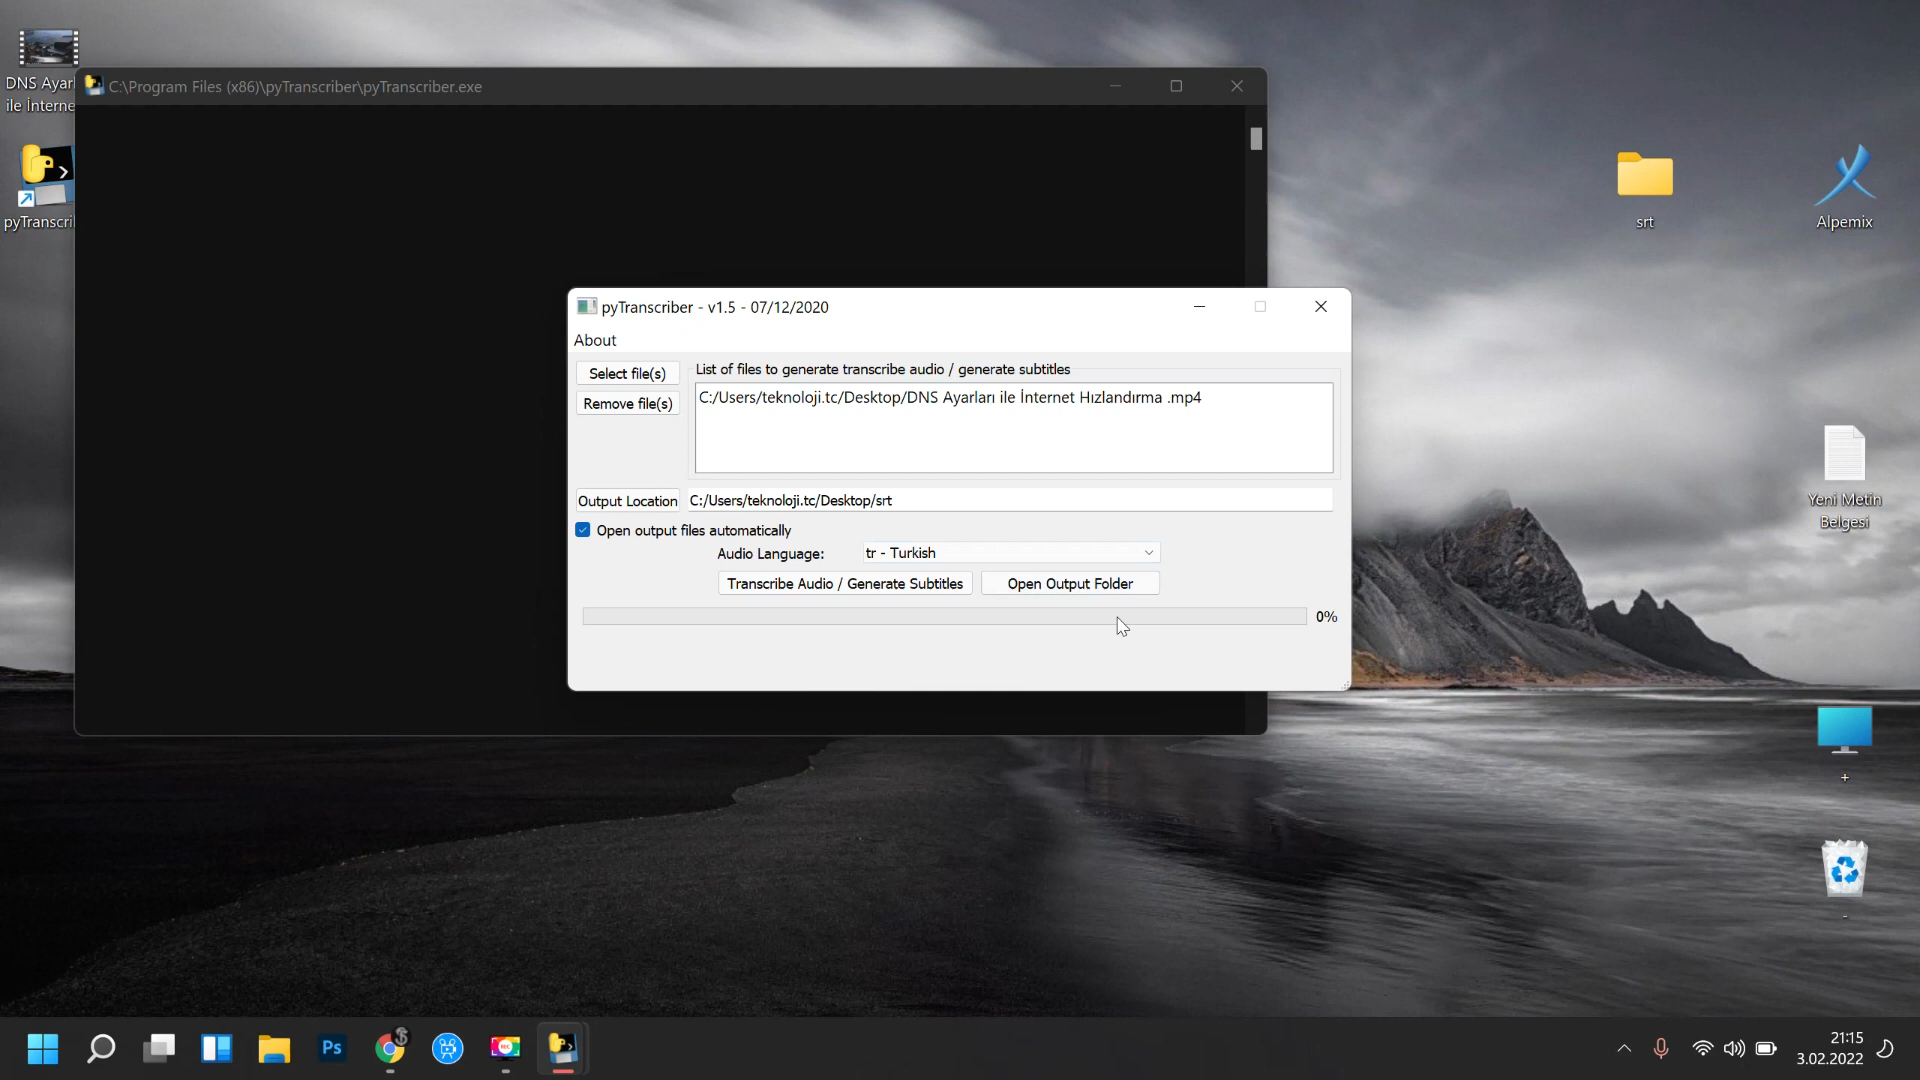 DNS Ayarl
ile İnterne
C:\Program Files (x86)\pyTranscriber\pyTranscriber.exe
pyTranscri
srt
Alpemix
pyTranscriber - v1.5 - 07/12/2020
About
Select file(s)
List of files to generate transcribe audio / generate subtitles
Remove file(s)
C:/Users/teknoloji.tc/Desktop/DNS Ayarları ile İnternet Hızlandırma .mp4
Output Location
C:/Users/teknoloji.tc/Desktop/srt
Open output files automatically
Audio Language:
tr - Turkish
Transcribe Audio / Generate Subtitles
Open Output Folder
0%
Yeni Metin
Belgesi
+
-
Ps
REC
21:15
3.02.2022